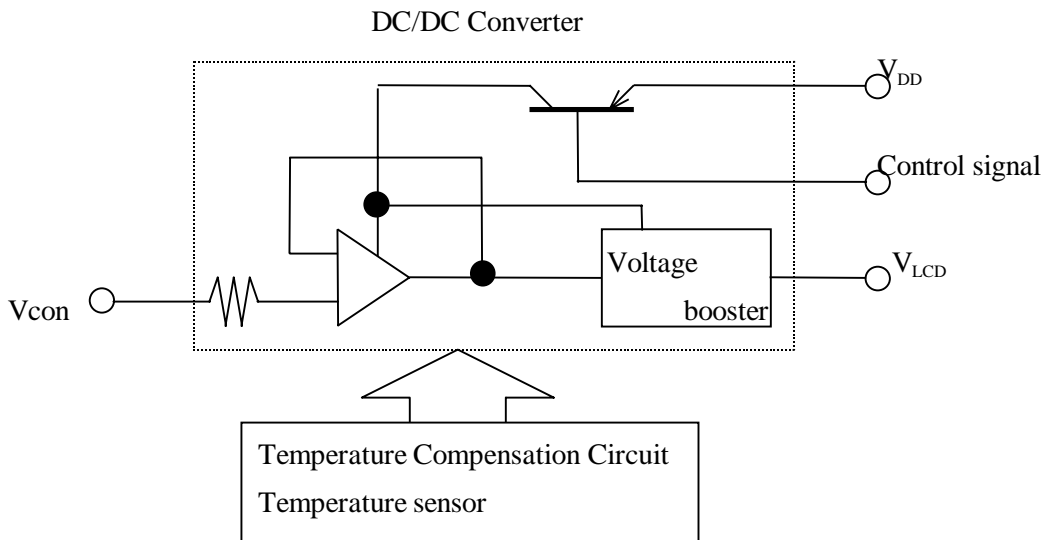 DC/DC Converter
VDD
Control signal
Voltage
VLCD
booster
Vcon
Temperature Compensation Circuit
Temperature sensor